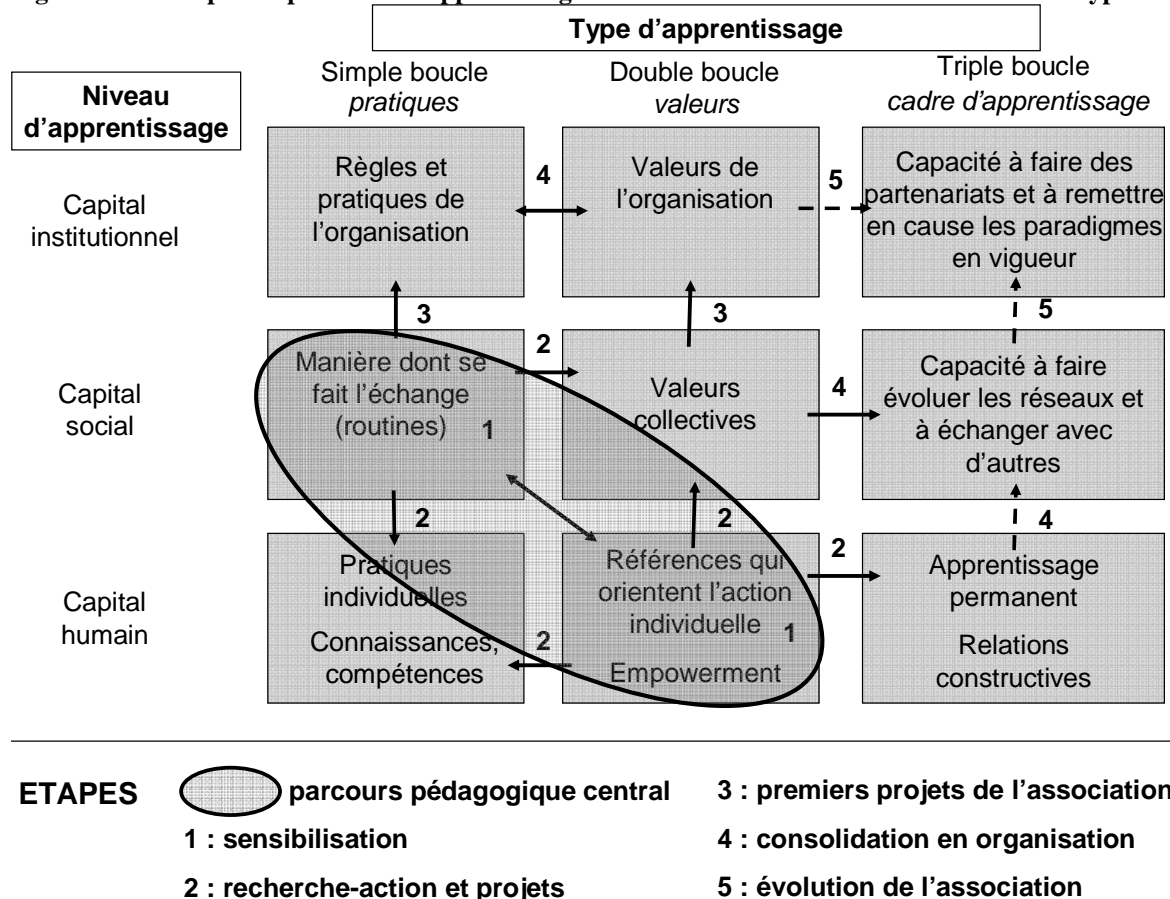 Type d'apprentissage
Niveau
d'apprentissage
Simple boucle
pratiques
Double boucle
valeurs
Triple boucle
cadre d'apprentissage
Capital
institutionnel
Règles et
pratiques de
l'organisation
4
Valeurs de
l'organisation
5
Capacité à faire des
partenariats et à remettre
en cause les paradigmes
en vigueur
3
3
5
Capital
social
Manière dont se
fait l'échange
(routines)
1
2
Valeurs
collectives
4
Capacité à faire
évoluer les réseaux et
à échanger avec
d'autres
2
2
4
Capital
humain
Pratiques
individuelles
Connaissances,
compétences
2
Références qui
orientent l'action
individuelle
1
Empowerment
2
Apprentissage
permanent
Relations
constructives
ETAPES
parcours pédagogique central
1 : sensibilisation
2 : recherche-action et projets
3 : premiers projets de l'association
4 : consolidation en organisation
5 : évolution de l'association